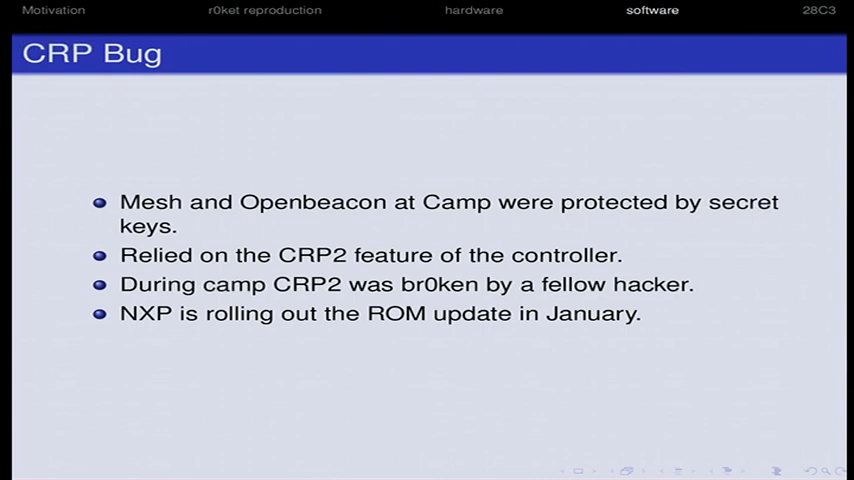 Motivation r0ket reproduction hardware software 28C3
CRP Bug
Mesh and Openbeacon at Camp were protected by secret
keys.
Relied on the CRP2 feature of the controller.
During camp CRP2 was br0ken by a fellow hacker.
NXP is rolling out the ROM update in January.